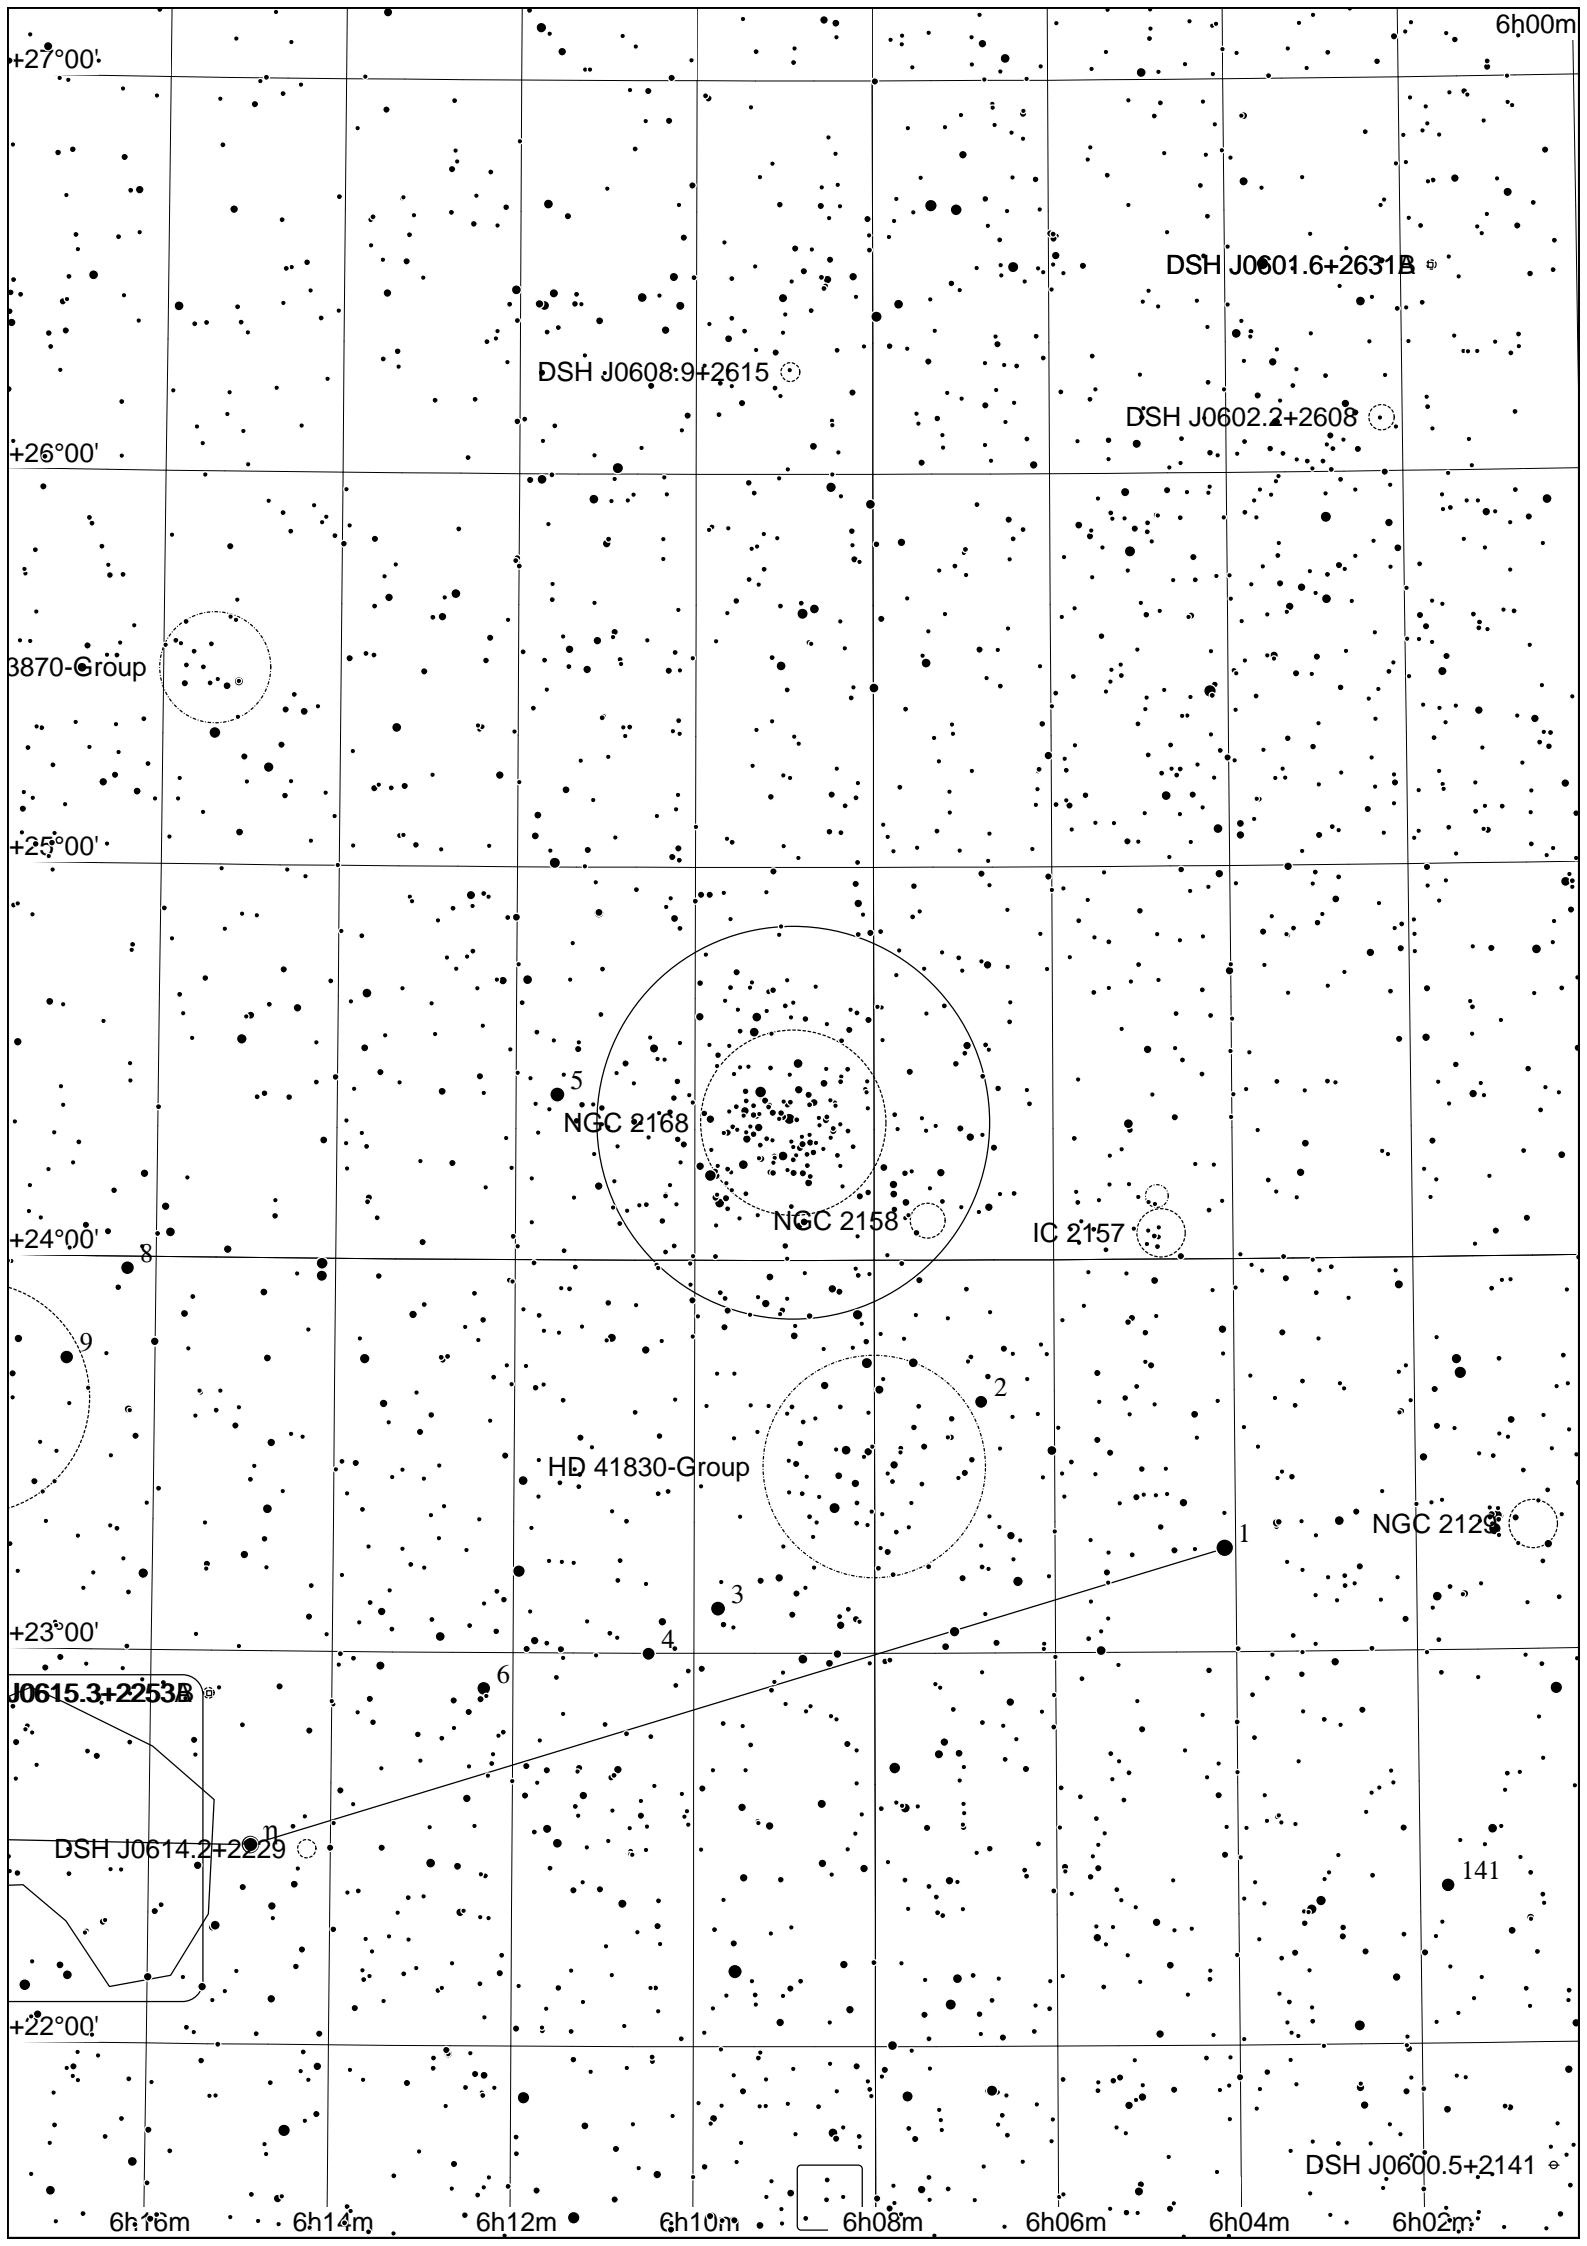 6h00m
+27°00'
DSH J0601.6+2631B
DSH J0608.9+2615
DSH J0602.2+2608
+26°00'
3870-Group
+25°00'
5
NGC 2168
NGC 2158
IC 2157
+24°00'
8
9
2
HD 41830-Group
NGC 2129
1
3
4
+23°00'
6
J0615.3+2253B
η
DSH J0614.2+2229
141
+22°00'
DSH J0600.5+2141
6h16m 6h14m 6h12m 6h10m 6h08m 6h06m 6h04m 6h02m